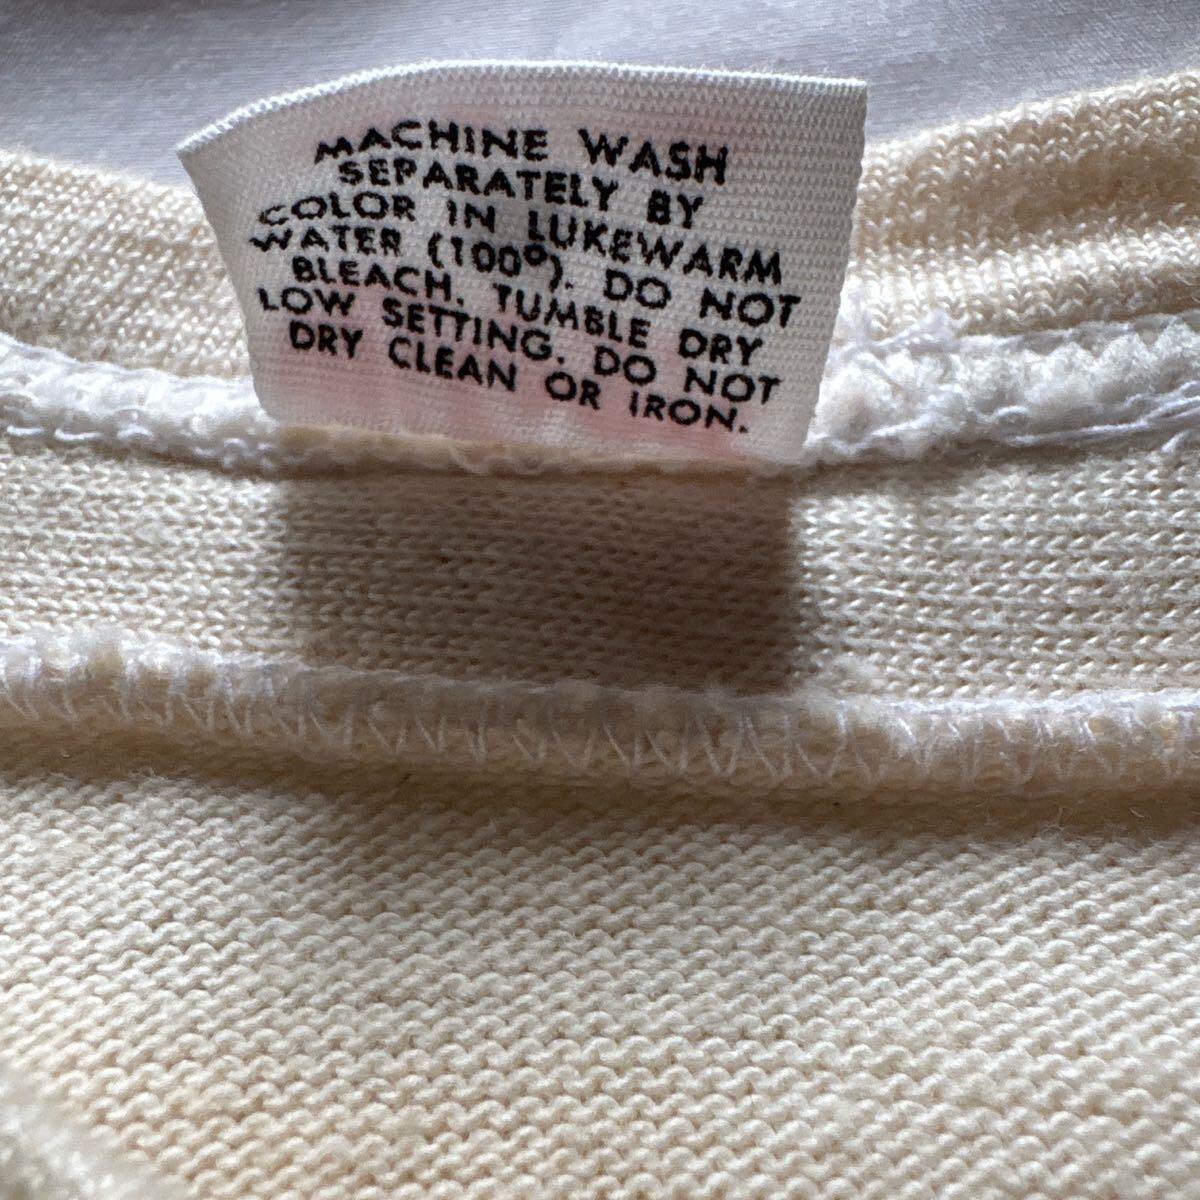 MACHINE WASH
SEPARATELY BY
COLOR IN LUKEWARM
WATER (100°). DO NOT
BLEACH. TUMBLE DRY
LOW SETTING. DO NOT
DRY CLEAN OR IRON.